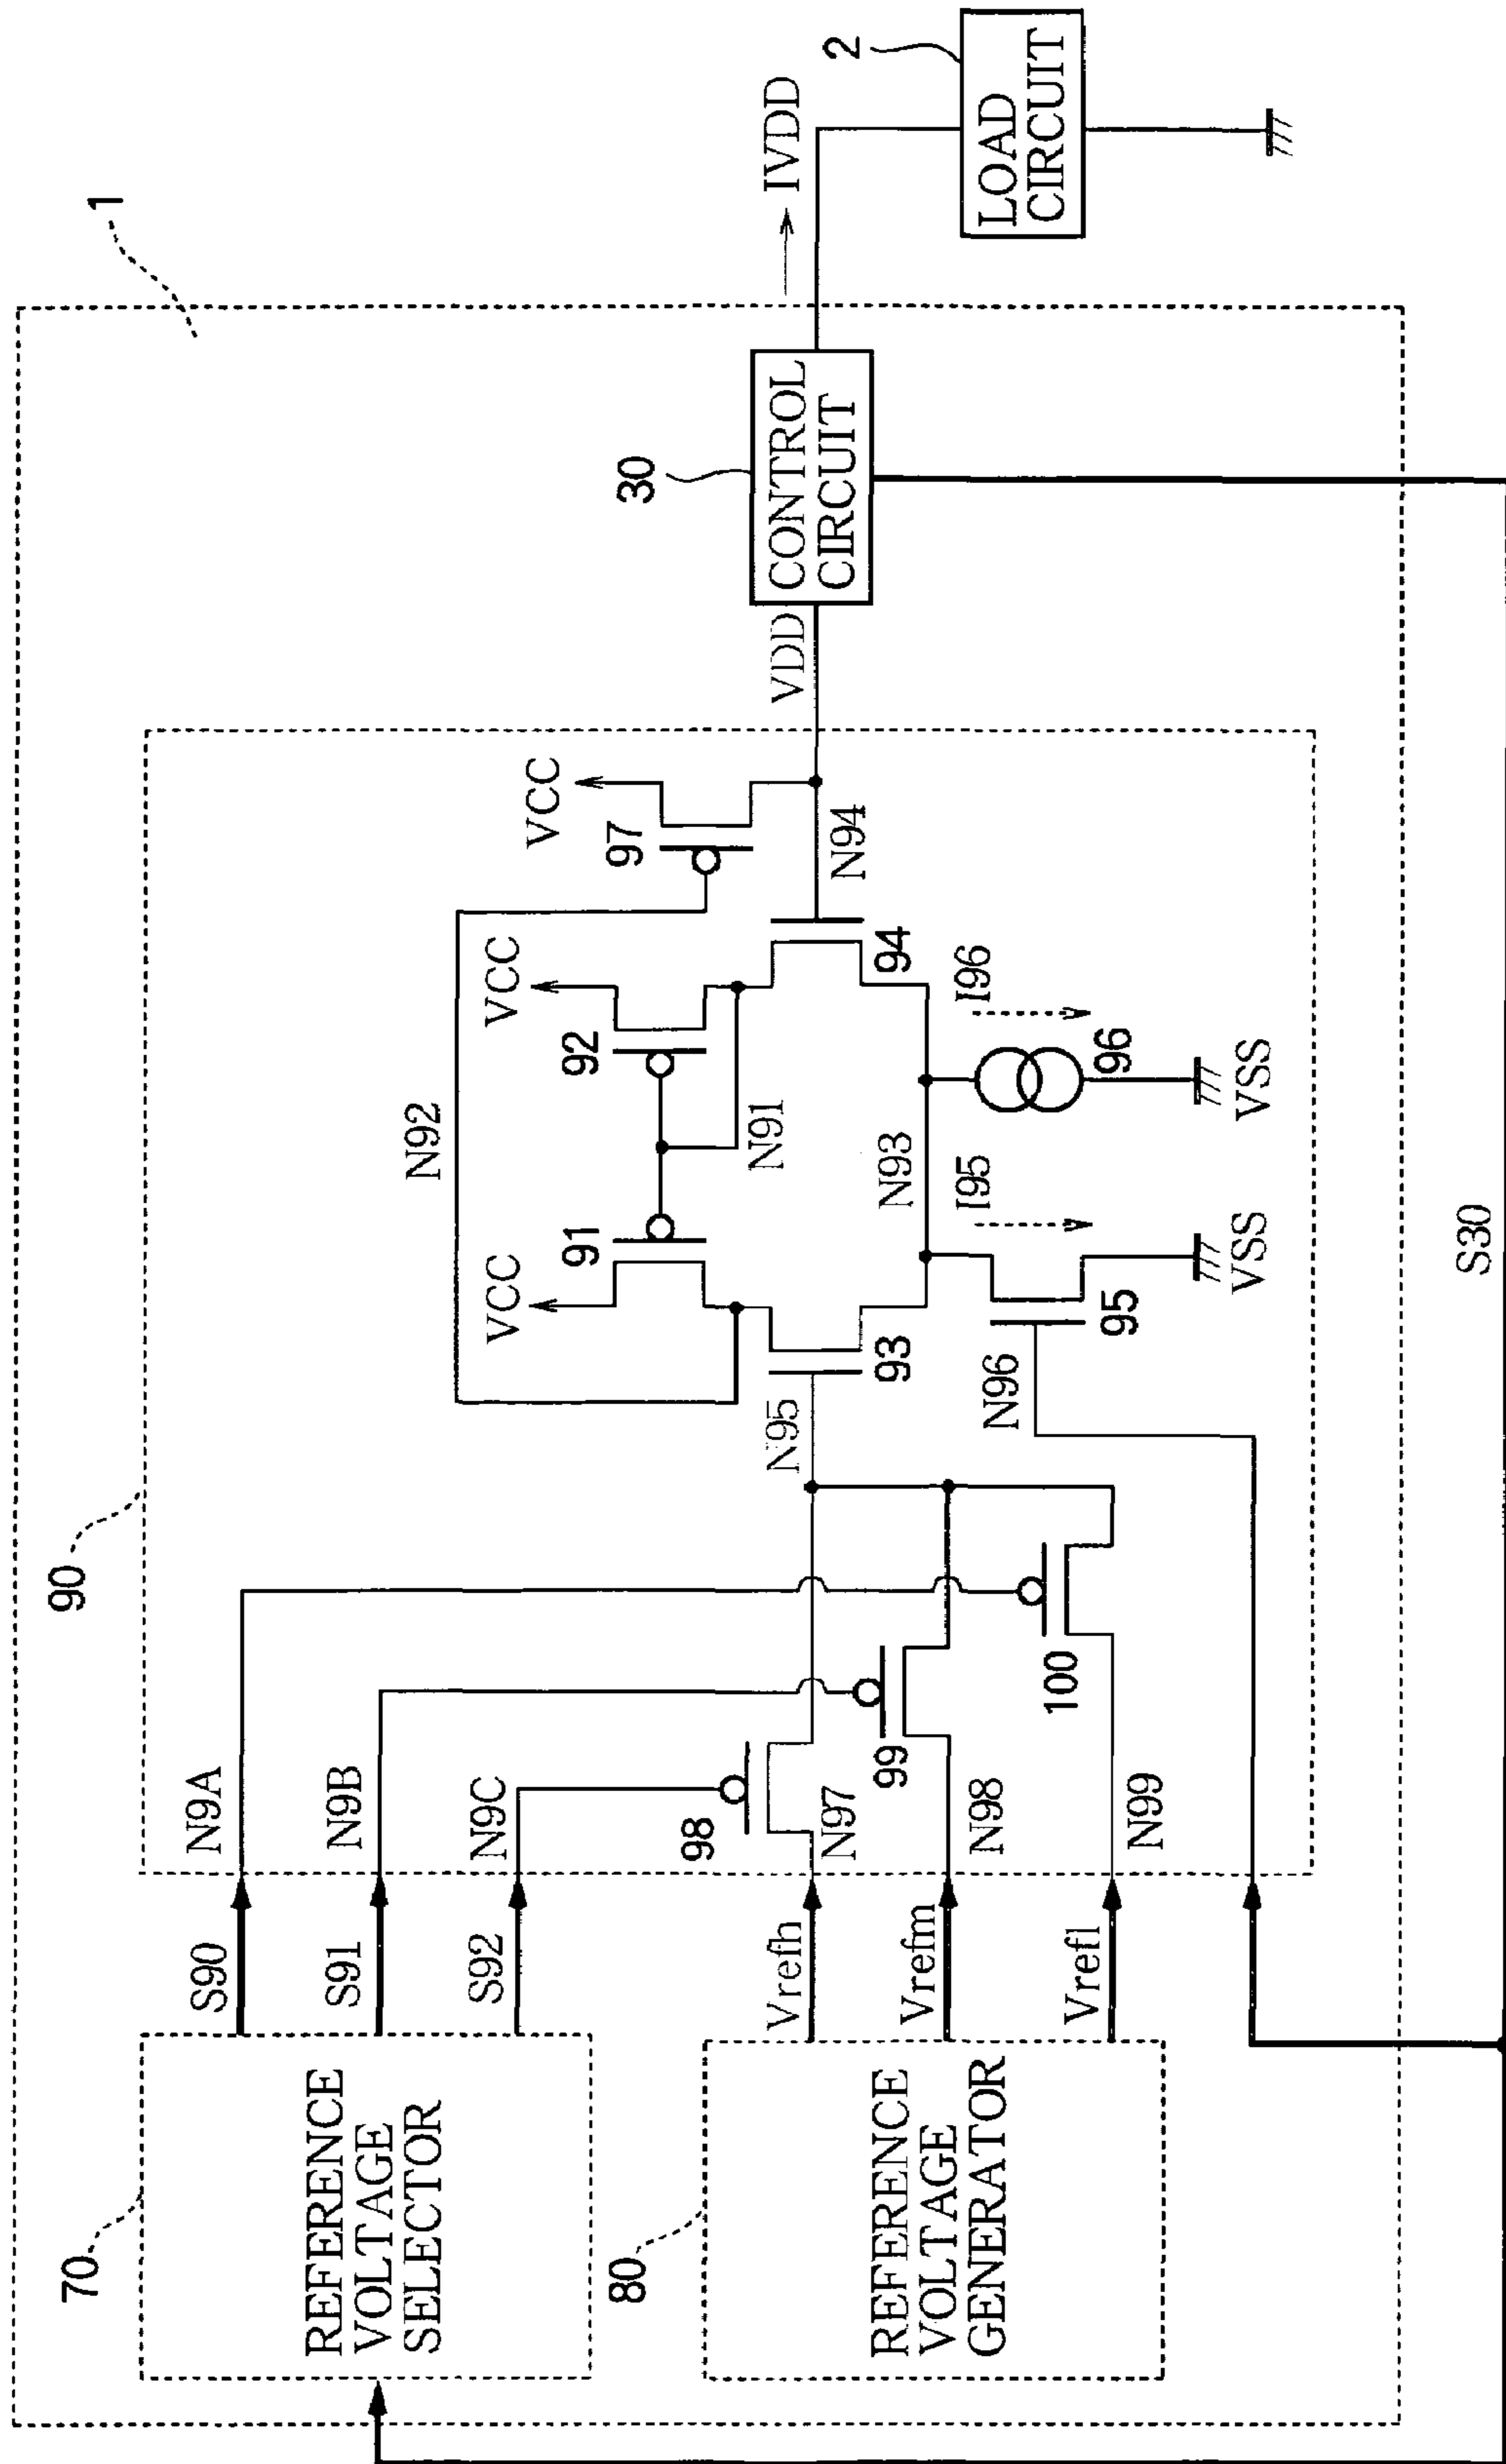 1
90
70
REFERENCE
VOLTAGE
SELECTOR
S90
N9A
S91
N9B
S92
N9C
80
REFERENCE
VOLTAGE
GENERATOR
Vrefh
N97
Vrefm
N98
Vrefl
N99
98
99
100
N95
N92
VCC
91
VCC
92
VCC
97
N91
93
94
N94
N93
N96
95
I95
VSS
I96
96
VSS
VDD
30
CONTROL
CIRCUIT
IVDD
2
LOAD
CIRCUIT
S30